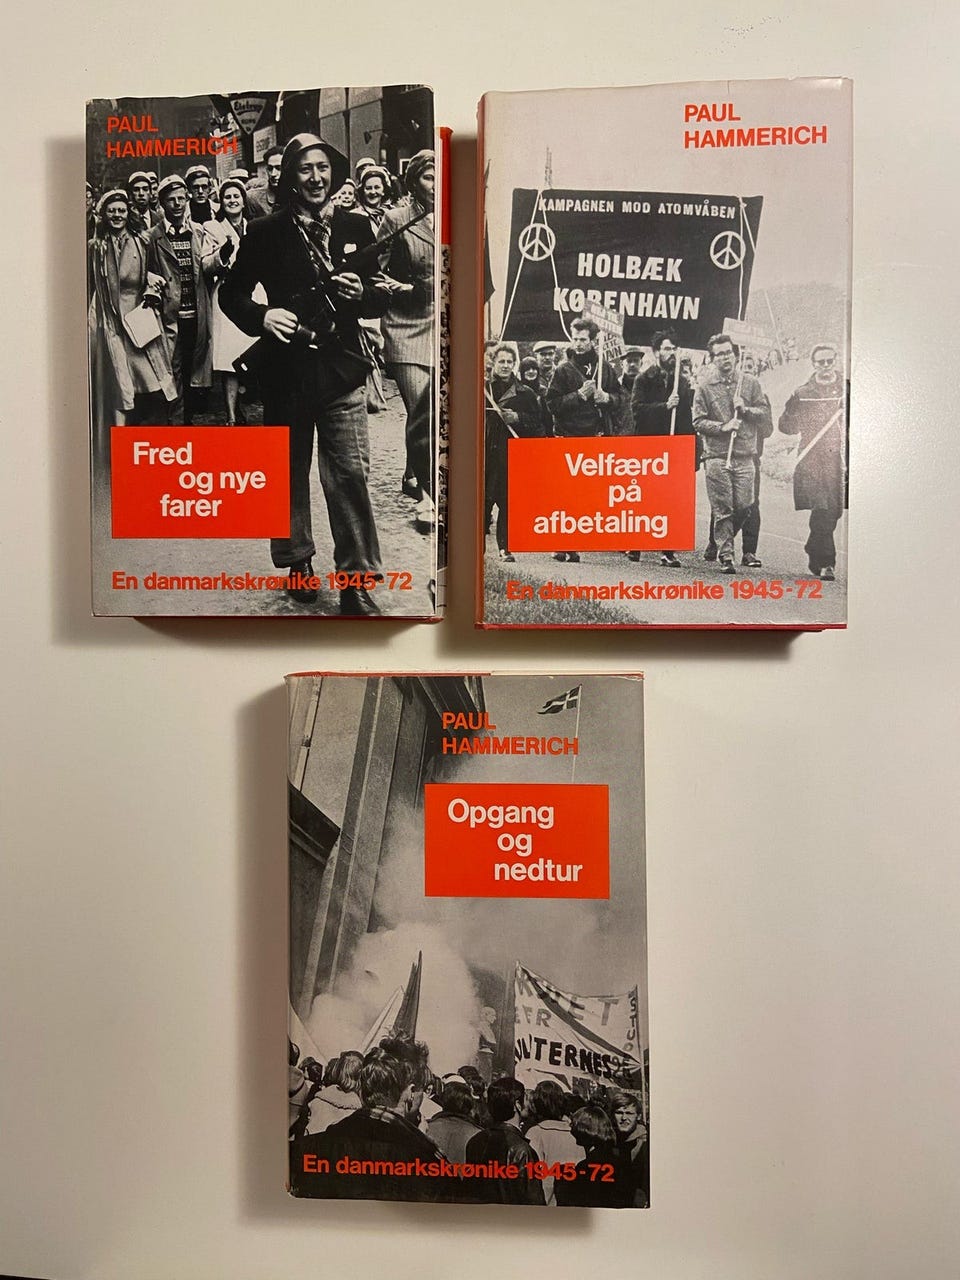 PAUL
HAMMERICH
Fred
og nye
farer
En danmarkskrønike 1945-72
PAUL
HAMMERICH
KAMPAGNEN MOD ATOMVÅBEN
HOLBÆK
KØBENHAVN
Velfærd
på
afbetaling
En danmarkskrønike 1945-72
PAUL
HAMMERICH
Opgang
og
nedtur
En danmarkskrønike 1945-72